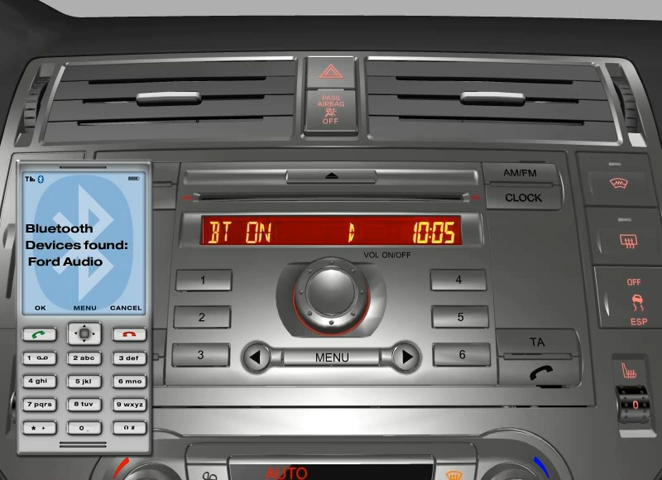 PASS
AIRBAG
OFF
AM/FM
CLOCK
BT ON 10:05
VOL ON/OFF
1
2
3
4
5
6
MENU
TA
OFF
ESP
0
AUTO
Bluetooth
Devices found:
Ford Audio
OK MENU CANCEL
1
2 abc
3 def
4 ghi
5 jkl
6 mno
7 pqrs
8 tuv
9 wxyz
* +
0
#